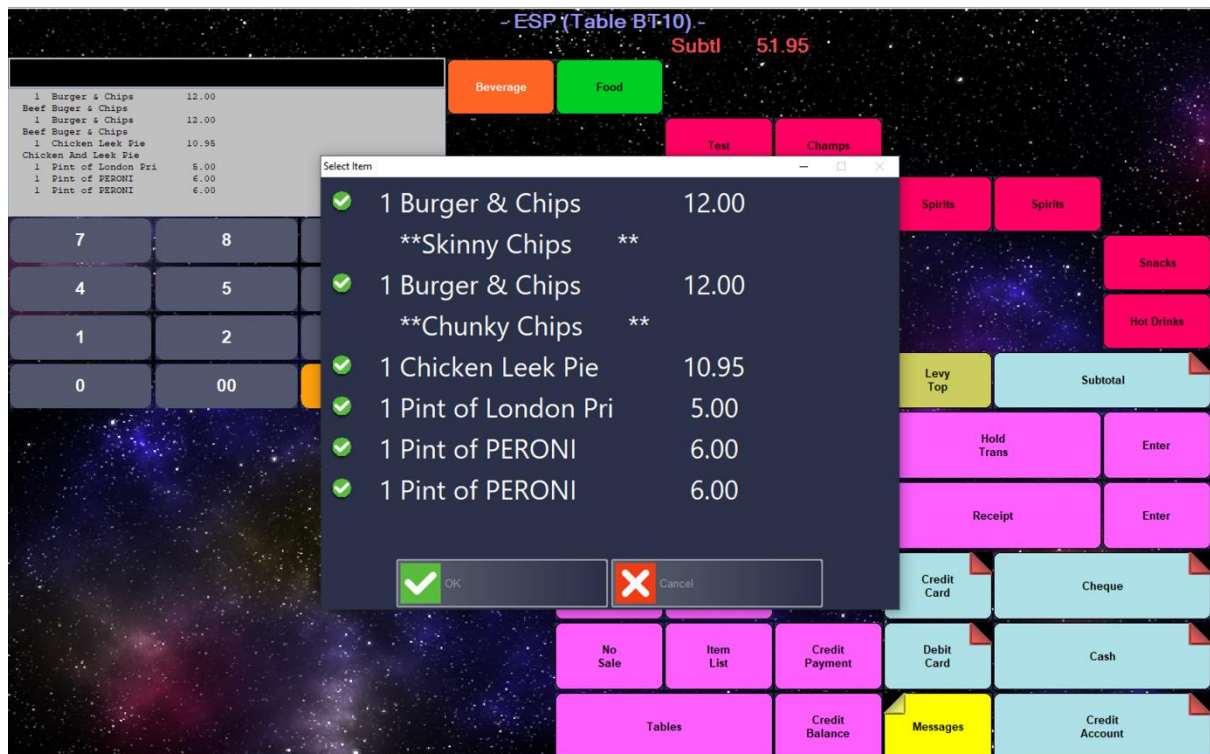 - ESP (Table BT10) -
Subtl 51.95
1 Burger & Chips 12.00
Beef Buger & Chips
1 Burger & Chips 12.00
Beef Buger & Chips
1 Chicken Leek Pie 10.95
Chicken And Leek Pie
1 Pint of London Pri 5.00
1 Pint of PERONI 6.00
1 Pint of PERONI 6.00
Beverage
Food
Test
Champs
Select Item
1 Burger & Chips 12.00
**Skinny Chips **
1 Burger & Chips 12.00
**Chunky Chips **
1 Chicken Leek Pie 10.95
1 Pint of London Pri 5.00
1 Pint of PERONI 6.00
1 Pint of PERONI 6.00
OK
Cancel
Spirits
Spirits
Snacks
Hot Drinks
7
8
4
5
1
2
0
00
Levy
Top
Subtotal
Hold
Trans
Enter
Receipt
Enter
Credit
Card
Cheque
No
Sale
Item
List
Credit
Payment
Debit
Card
Cash
Tables
Credit
Balance
Messages
Credit
Account